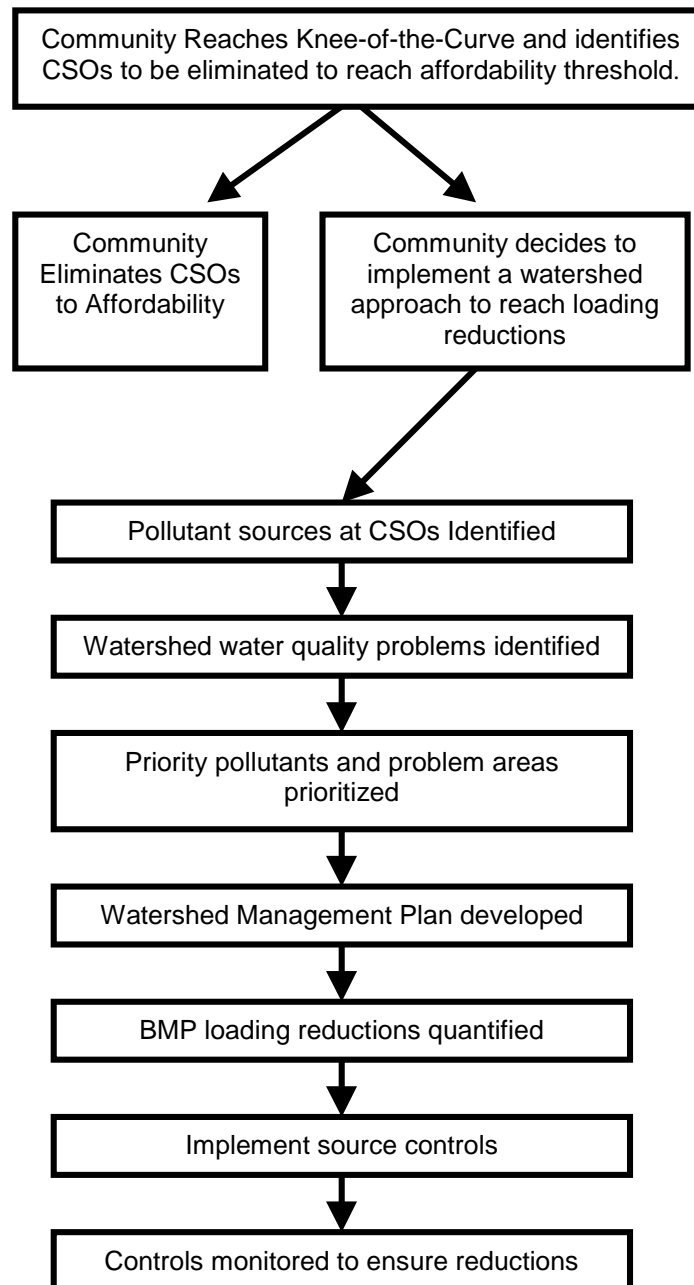 Community Reaches Knee-of-the-Curve and identifies
CSOs to be eliminated to reach affordability threshold.
Community
Eliminates CSOs
to Affordability
Community decides to
implement a watershed
approach to reach loading
reductions
Pollutant sources at CSOs Identified
Watershed water quality problems identified
Priority pollutants and problem areas
prioritized
Watershed Management Plan developed
BMP loading reductions quantified
Implement source controls
Controls monitored to ensure reductions